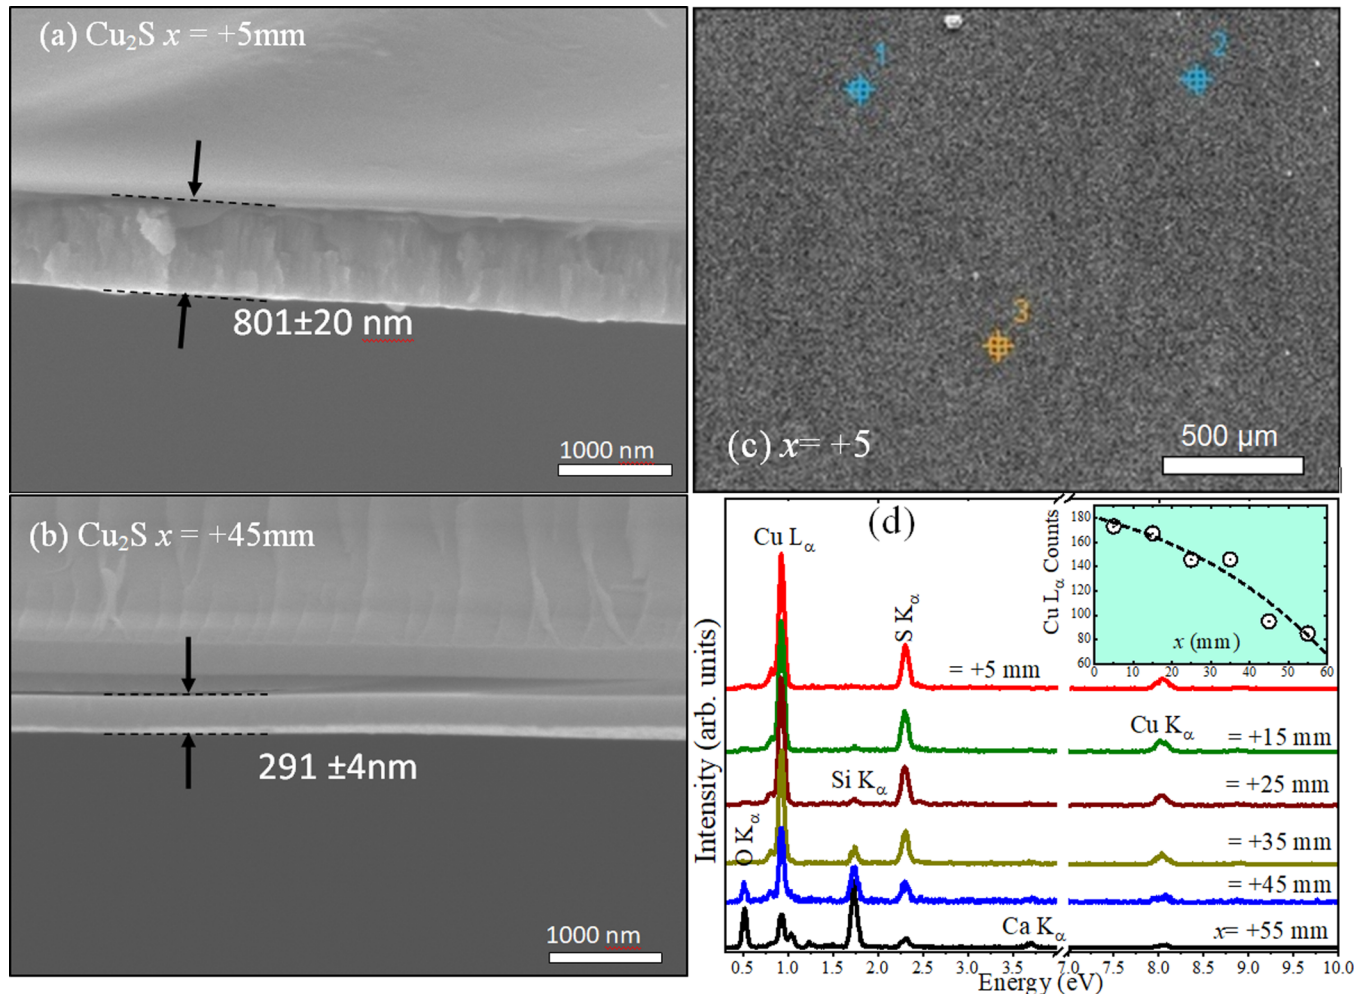 (a) Cu₂S x = +5mm
801±20 nm
1000 nm
(b) Cu₂S x = +45mm
291 ±4nm
1000 nm
1
2
3
(c) x= +5
500 µm
(d)
Cu Lα
S Kα
Si Kα
O Kα
Ca Kα
Cu Kα
= +5 mm
= +15 mm
= +25 mm
= +35 mm
= +45 mm
x= +55 mm
Intensity (arb. units)
0.5 1.0 1.5 2.0 2.5 3.0 3.5 7.0 7.5 8.0 8.5 9.0 9.5 10.0
Energy (eV)
Cu Lα Counts
180
160
140
120
100
80
60
0 10 20 30 40 50 60
x (mm)